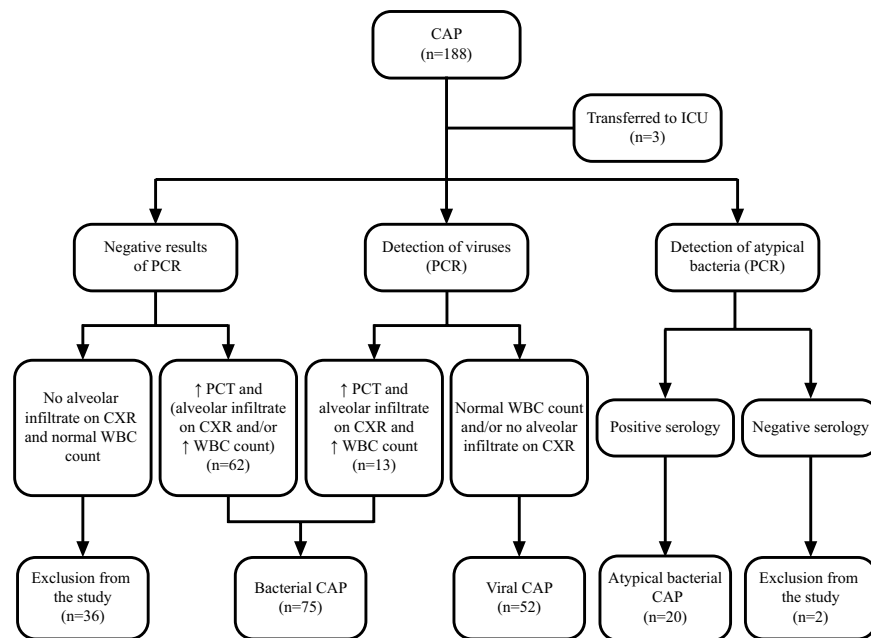 CAP
(n=188)
Transferred to ICU
(n=3)
Negative results
of PCR
Detection of viruses
(PCR)
Detection of atypical
bacteria (PCR)
No alveolar
infiltrate on CXR
and normal WBC
count
↑ PCT and
(alveolar infiltrate
on CXR and/or
↑ WBC count)
(n=62)
↑ PCT and
alveolar infiltrate
on CXR and
↑ WBC count
(n=13)
Normal WBC count
and/or no alveolar
infiltrate on CXR
Positive serology
Negative serology
Exclusion from
the study
(n=36)
Bacterial CAP
(n=75)
Viral CAP
(n=52)
Atypical bacterial
CAP
(n=20)
Exclusion from
the study
(n=2)